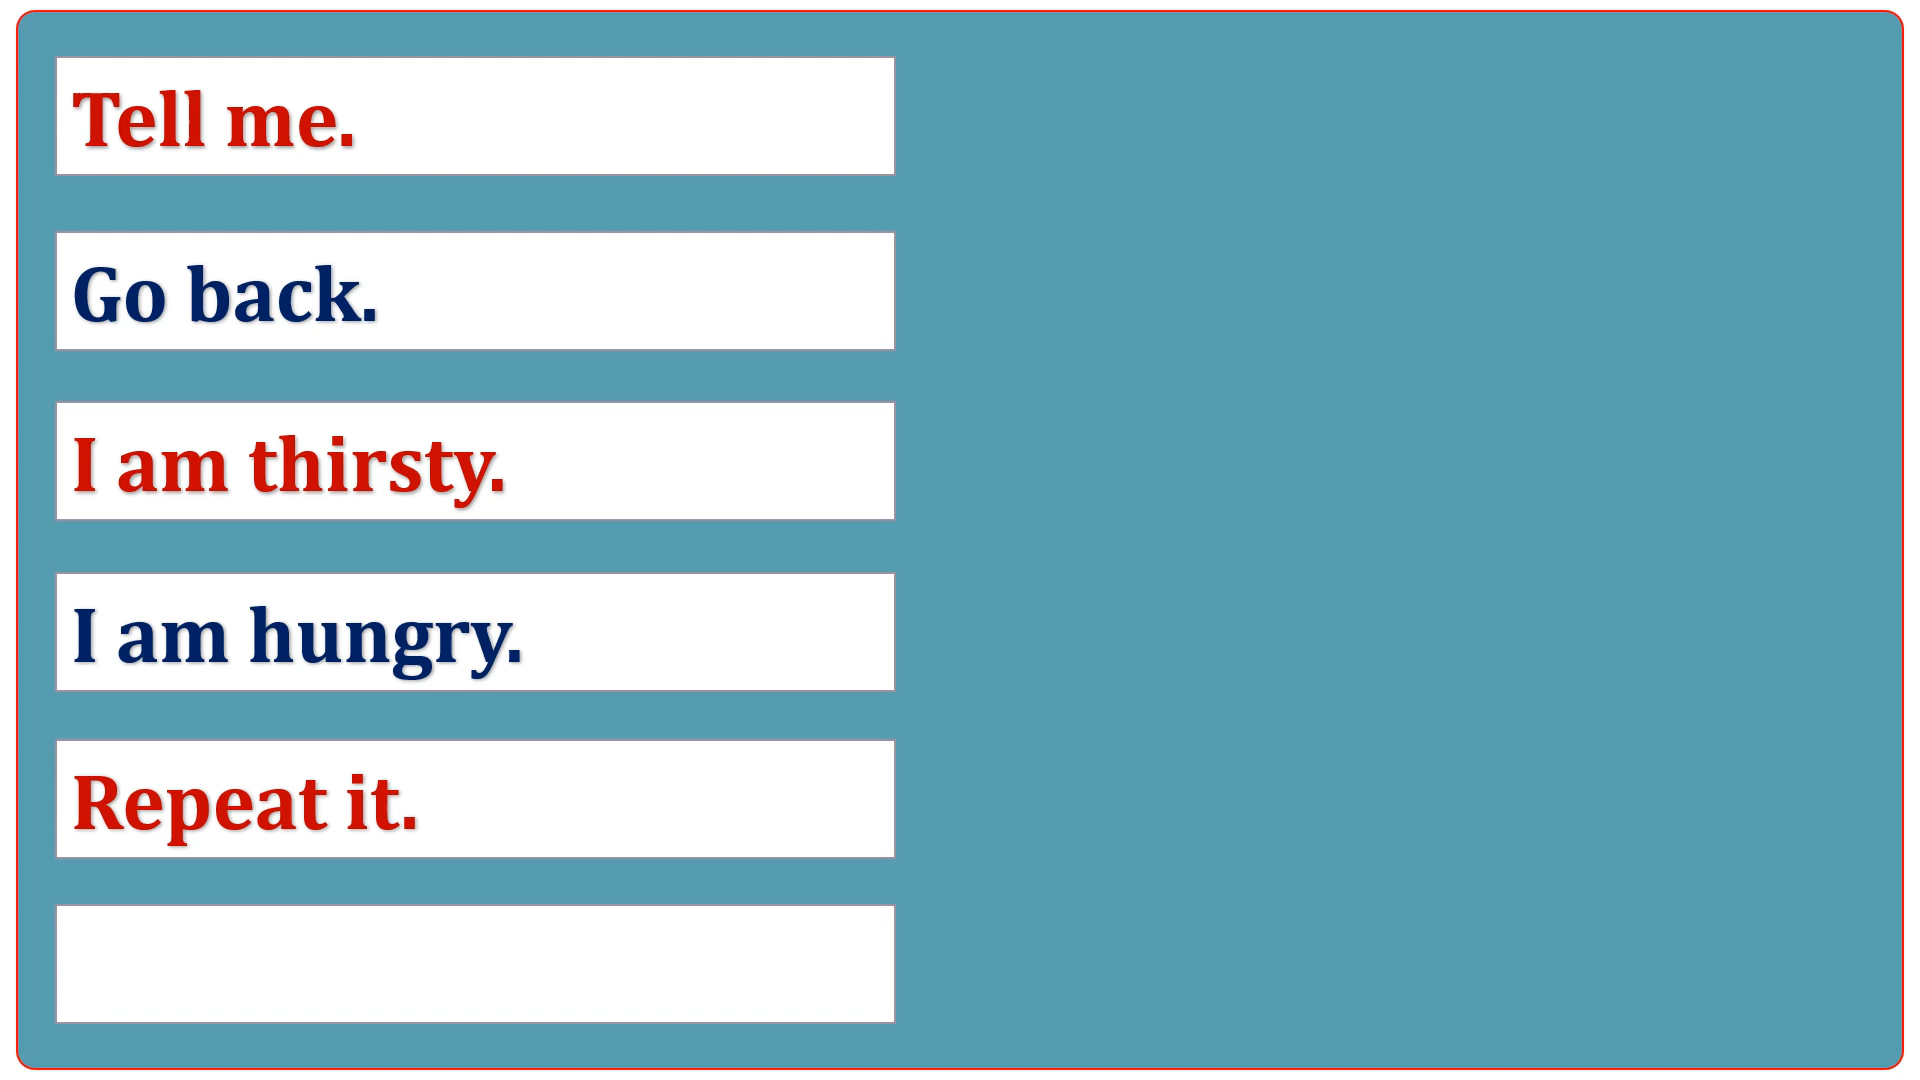 Tell me.
Go back.
I am thirsty.
I am hungry.
Repeat it.